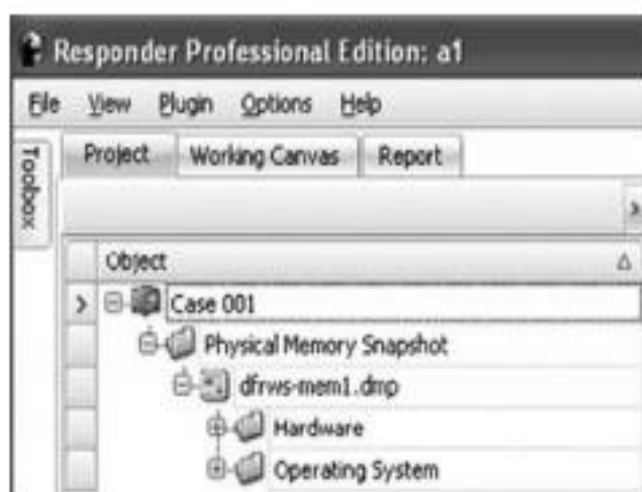 Responder Professional Edition: a1
File View Plugin Options Help
Toolbox
Project Working Canvas Report
Object
Case 001
Physical Memory Snapshot
dfrws-mem1.dmp
Hardware
Operating System